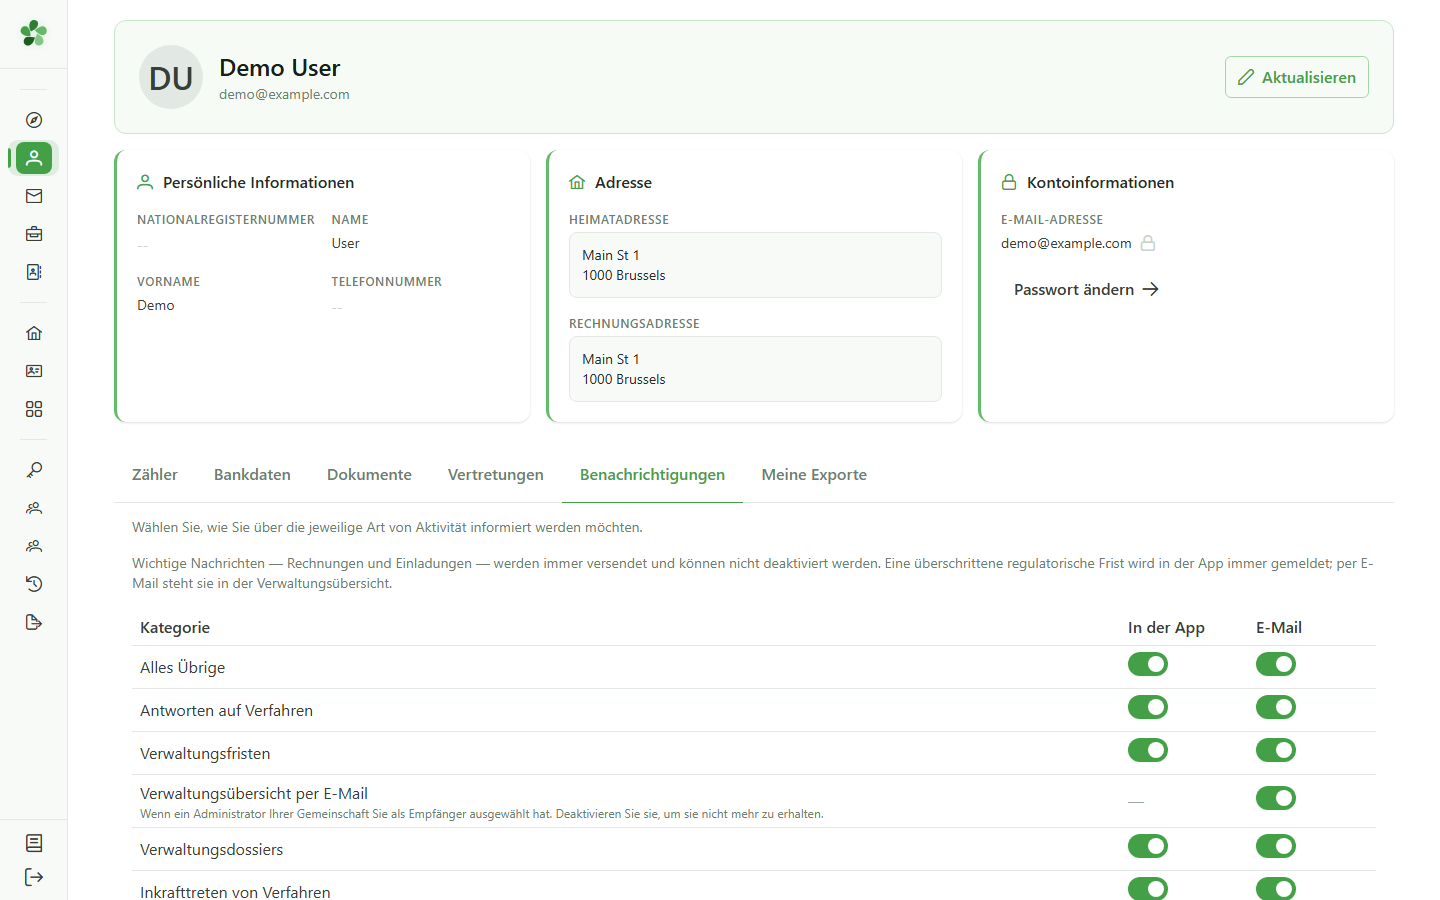 DU
Demo User
demo@example.com
Aktualisieren
Persönliche Informationen
NATIONALREGISTERNUMMER
--
NAME
User
VORNAME
Demo
TELEFONNUMMER
--
Adresse
HEIMATADRESSE
Main St 1
1000 Brussels
RECHNUNGSADRESSE
Main St 1
1000 Brussels
Kontoinformationen
E-MAIL-ADRESSE
demo@example.com
Passwort ändern
Zähler Bankdaten Dokumente Vertretungen Benachrichtigungen Meine Exporte
Wählen Sie, wie Sie über die jeweilige Art von Aktivität informiert werden möchten.
Wichtige Nachrichten — Rechnungen und Einladungen — werden immer versendet und können nicht deaktiviert werden. Eine überschrittene regulatorische Frist wird in der App immer gemeldet; per E-
Mail steht sie in der Verwaltungsübersicht.
Kategorie In der App E-Mail
Alles Übrige
Antworten auf Verfahren
Verwaltungsfristen
Verwaltungsübersicht per E-Mail —
Wenn ein Administrator Ihrer Gemeinschaft Sie als Empfänger ausgewählt hat. Deaktivieren Sie sie, um sie nicht mehr zu erhalten.
Verwaltungsdossiers
Inkrafttreten von Verfahren